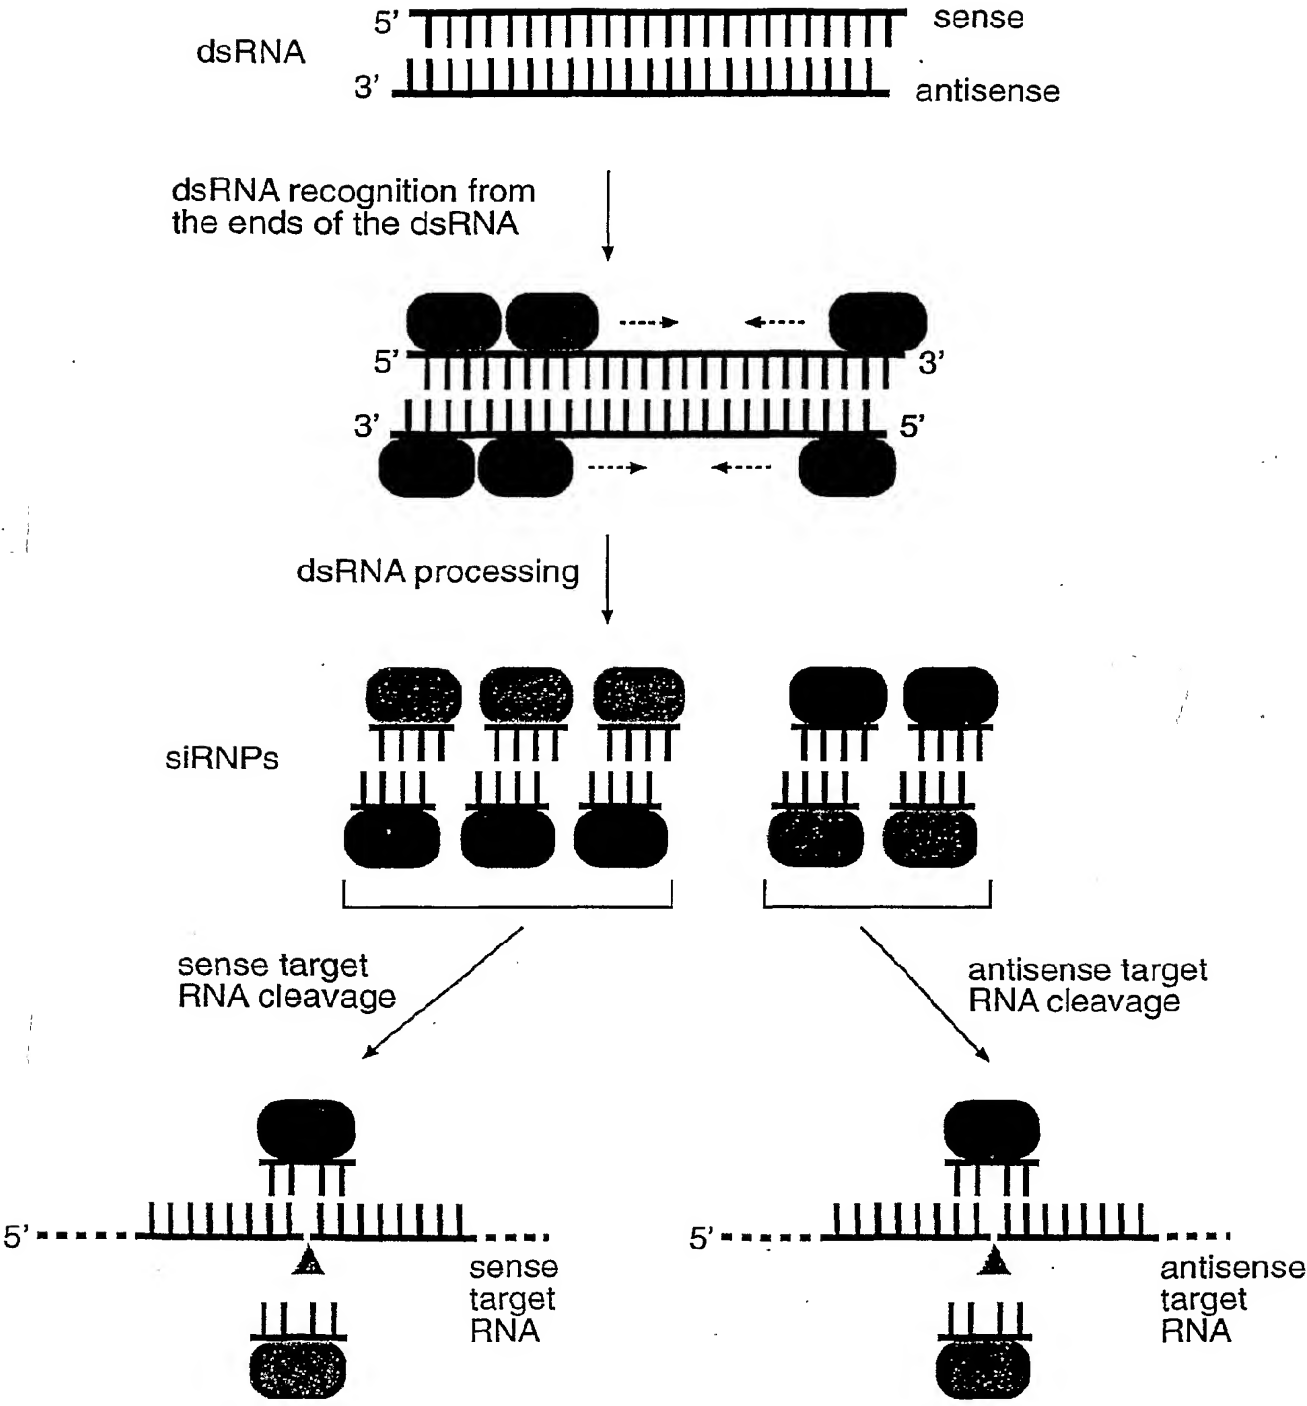 5’
sense
dsRNA
3’
antisense
dsRNA recognition from
the ends of the dsRNA
5’
3’
3’
5’
dsRNA processing
siRNPs
sense target
RNA cleavage
antisense target
RNA cleavage
5’
5’
sense
target
RNA
antisense
target
RNA